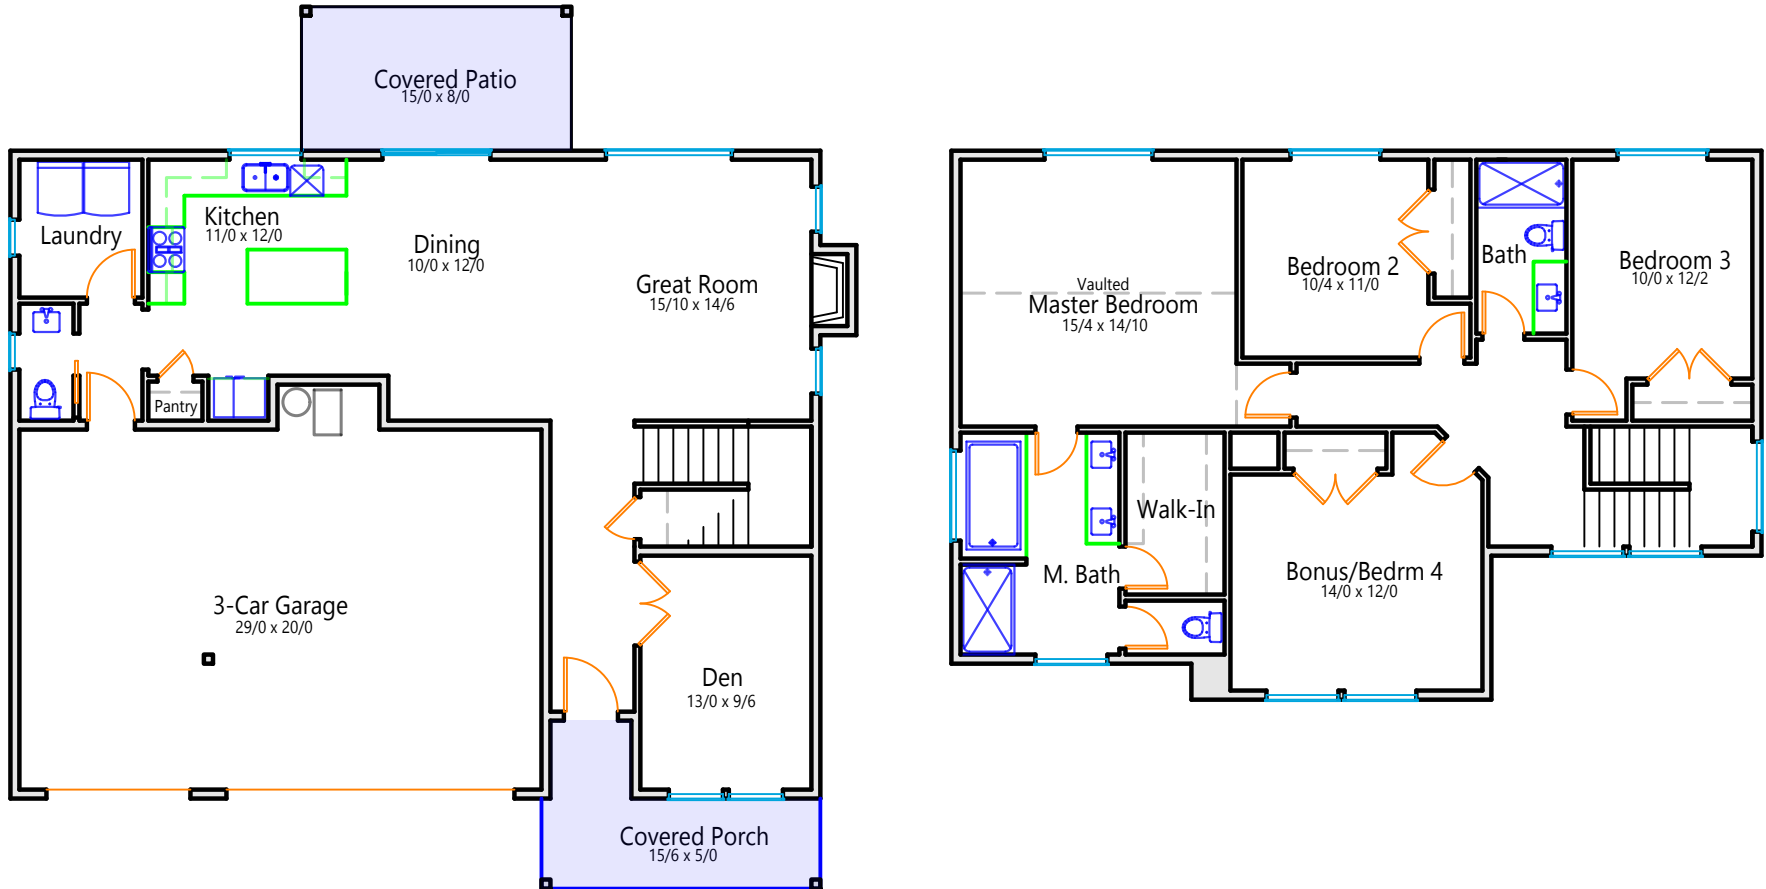 Covered Patio
15/0 x 8/0
Kitchen
11/0 x 12/0
Laundry
Dining
10/0 x 12/0
Great Room
15/10 x 14/6
Pantry
3-Car Garage
29/0 x 20/0
Den
13/0 x 9/6
Covered Porch
15/6 x 5/0
Vaulted
Master Bedroom
15/4 x 14/10
Bedroom 2
10/4 x 11/0
Bath
Bedroom 3
10/0 x 12/2
Walk-In
M. Bath
Bonus/Bedrm 4
14/0 x 12/0